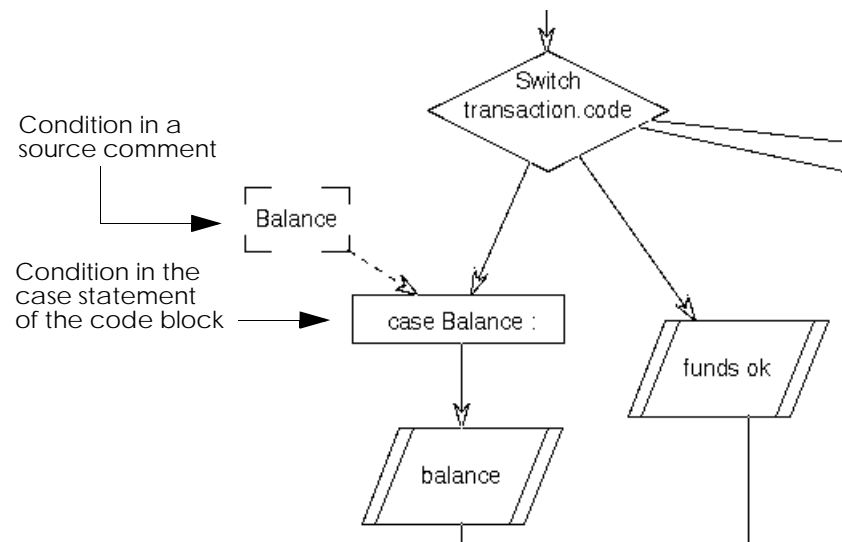 Switch
transaction.code
Condition in a
source comment
Balance
Condition in the
case statement
of the code block
case Balance :
funds ok
balance